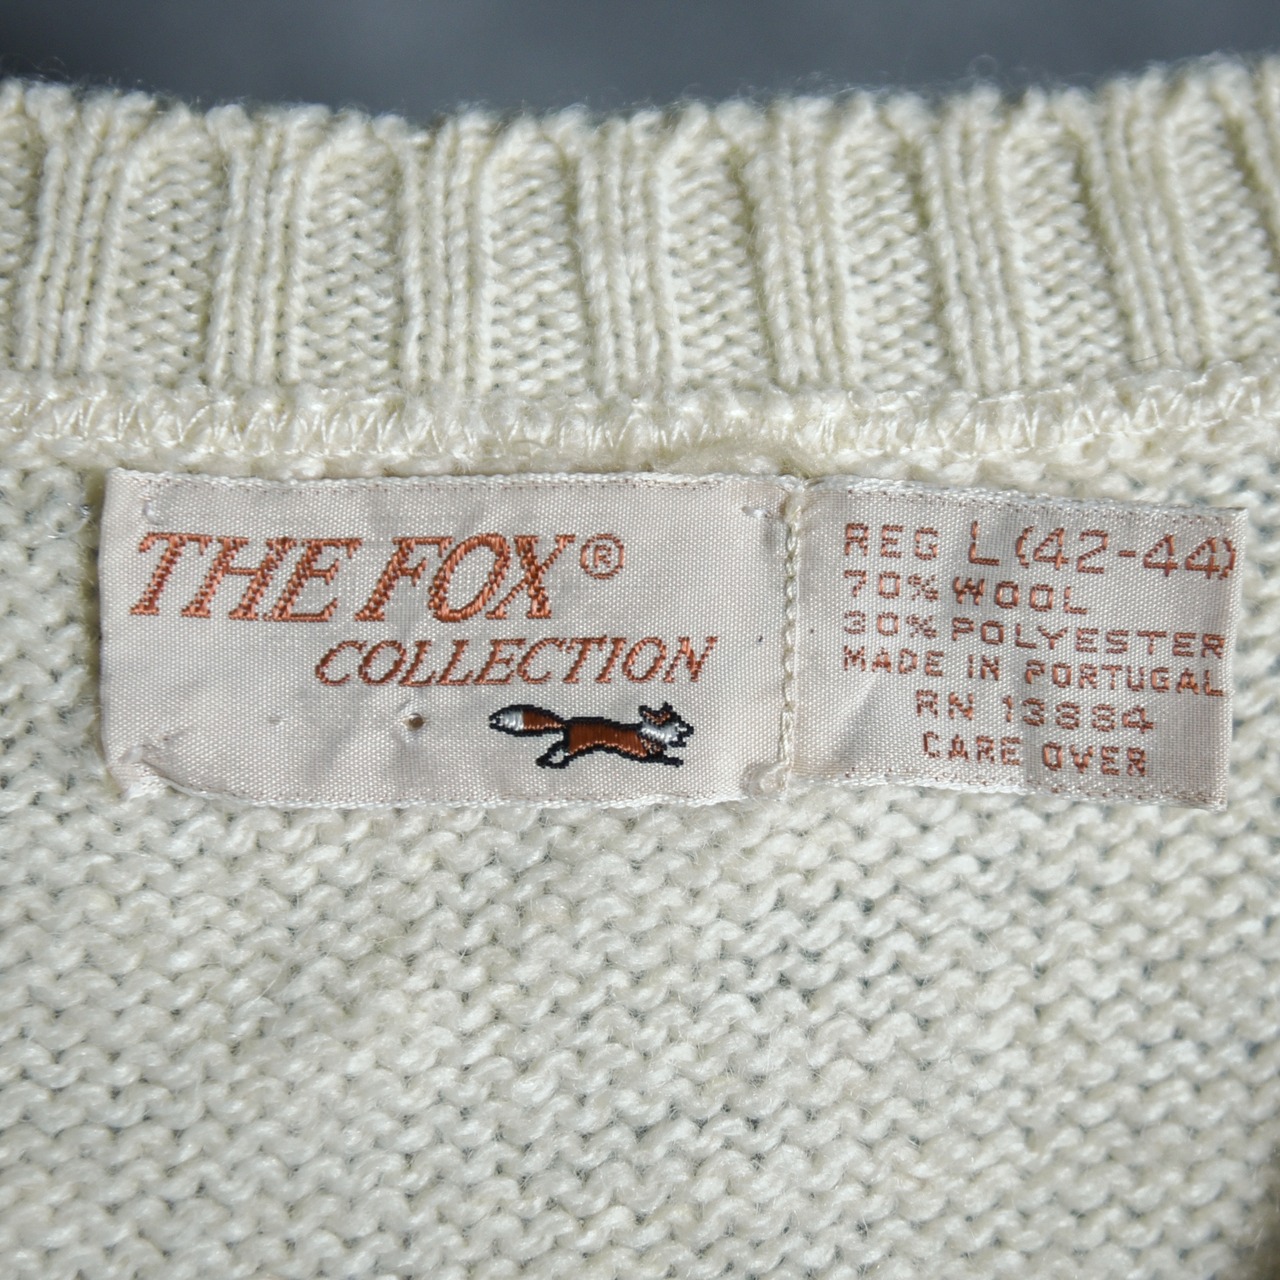 THE FOX®
COLLECTION
REG L (42-44)
70% WOOL
30% POLYESTER
MADE IN PORTUGAL
RN 13884
CARE OVER